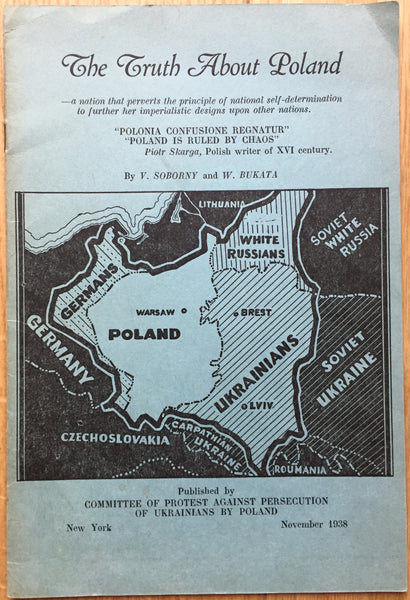 The Truth About Poland
—a nation that perverts the principle of national self-determination
to further her imperialistic designs upon other nations.
"POLONIA CONFUSIONE REGNATUR"
"POLAND IS RULED BY CHAOS"
Piotr Skarga, Polish writer of XVI century.
By V. SOBORNY and W. BUKATA
LITHUANIA
SOVIET WHITE RUSSIA
WHITE RUSSIANS
GERMANS
GERMANY
WARSAW
BREST
POLAND
UKRAINIANS
SOVIET UKRAINE
LVIV
CZECHOSLOVAKIA
CARPATHIAN UKRAINE
ROUMANIA
Published by
COMMITTEE OF PROTEST AGAINST PERSECUTION
OF UKRAINIANS BY POLAND
New York November 1938